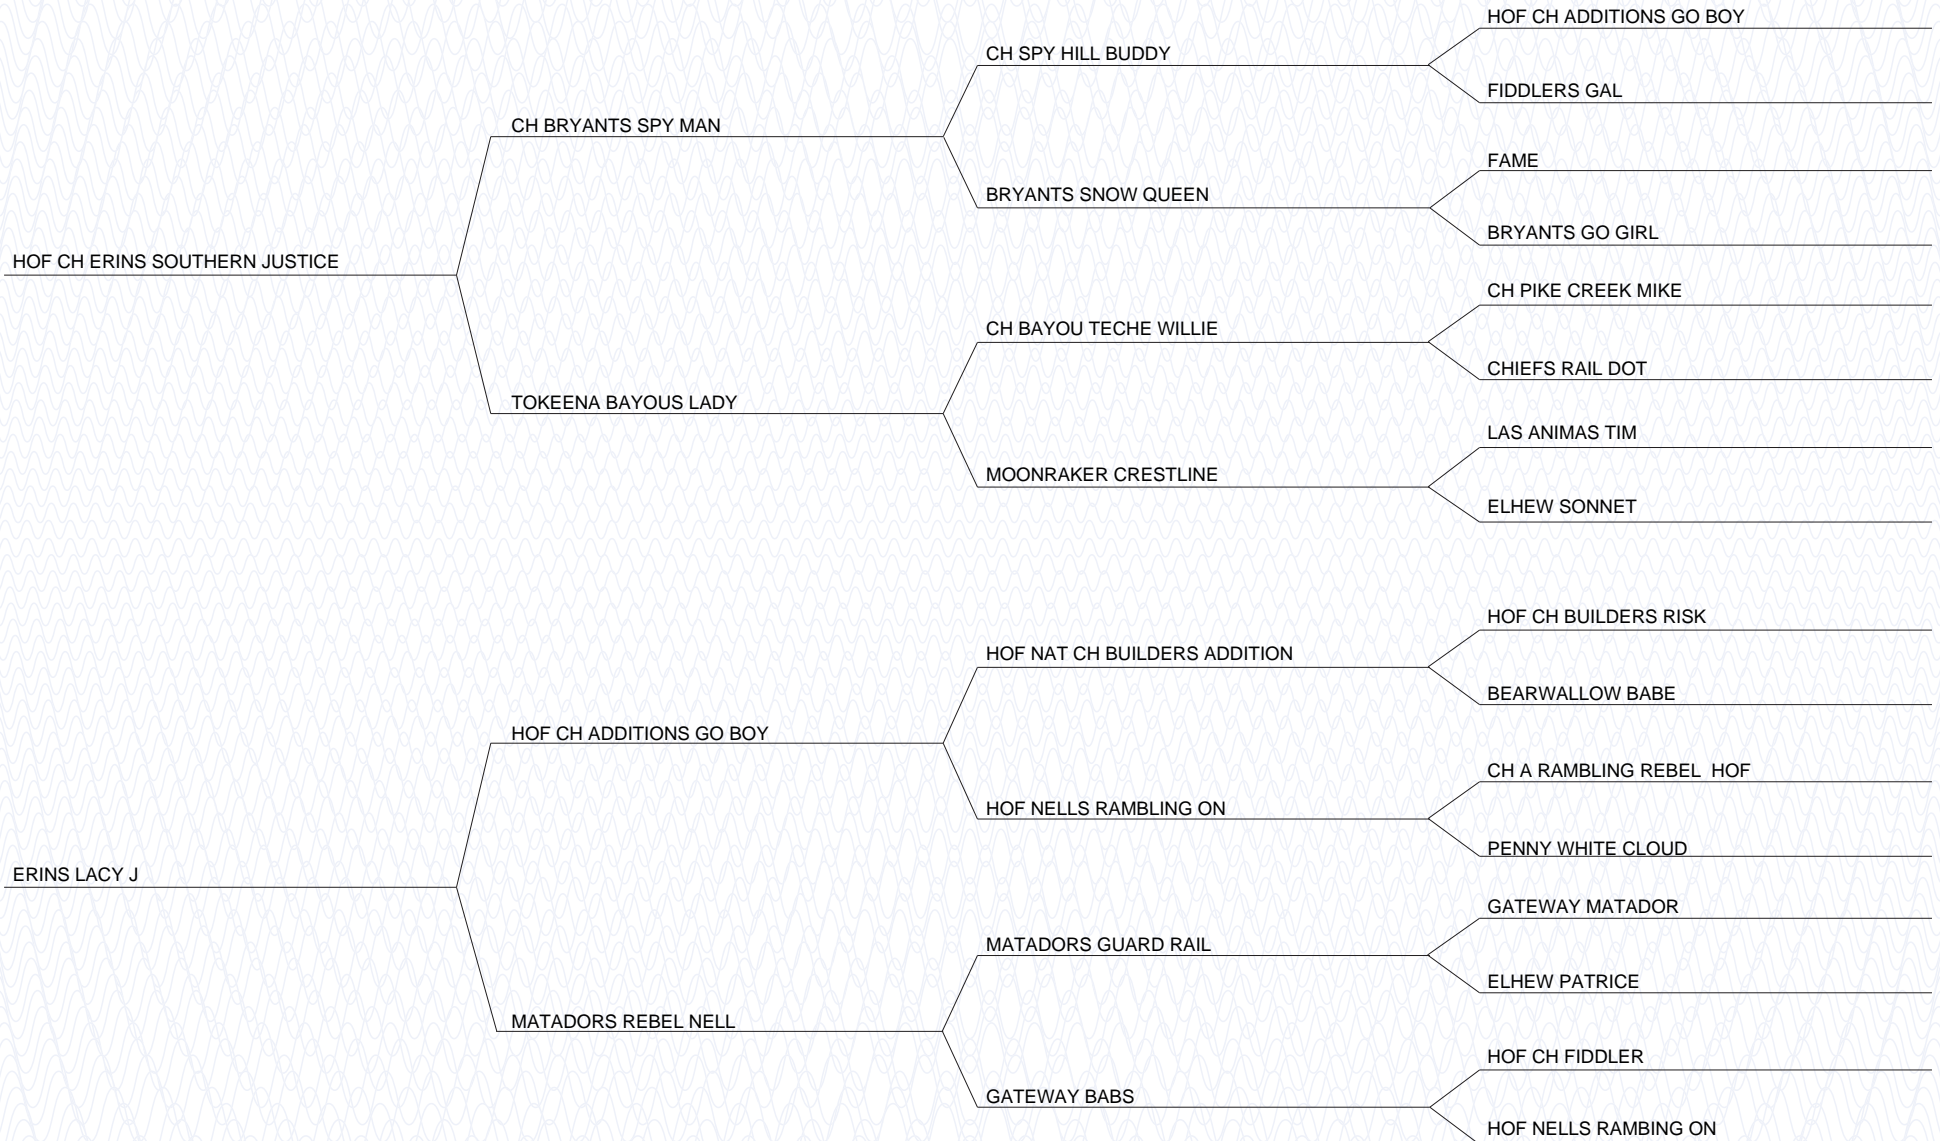 HOF CH ADDITIONS GO BOY
CH SPY HILL BUDDY
FIDDLERS GAL
CH BRYANTS SPY MAN
FAME
BRYANTS SNOW QUEEN
BRYANTS GO GIRL
HOF CH ERINS SOUTHERN JUSTICE
CH PIKE CREEK MIKE
CH BAYOU TECHE WILLIE
CHIEFS RAIL DOT
TOKEENA BAYOUS LADY
LAS ANIMAS TIM
MOONRAKER CRESTLINE
ELHEW SONNET
HOF CH BUILDERS RISK
HOF NAT CH BUILDERS ADDITION
BEARWALLOW BABE
HOF CH ADDITIONS GO BOY
CH A RAMBLING REBEL  HOF
HOF NELLS RAMBLING ON
PENNY WHITE CLOUD
ERINS LACY J
GATEWAY MATADOR
MATADORS GUARD RAIL
ELHEW PATRICE
MATADORS REBEL NELL
HOF CH FIDDLER
GATEWAY BABS
HOF NELLS RAMBING ON